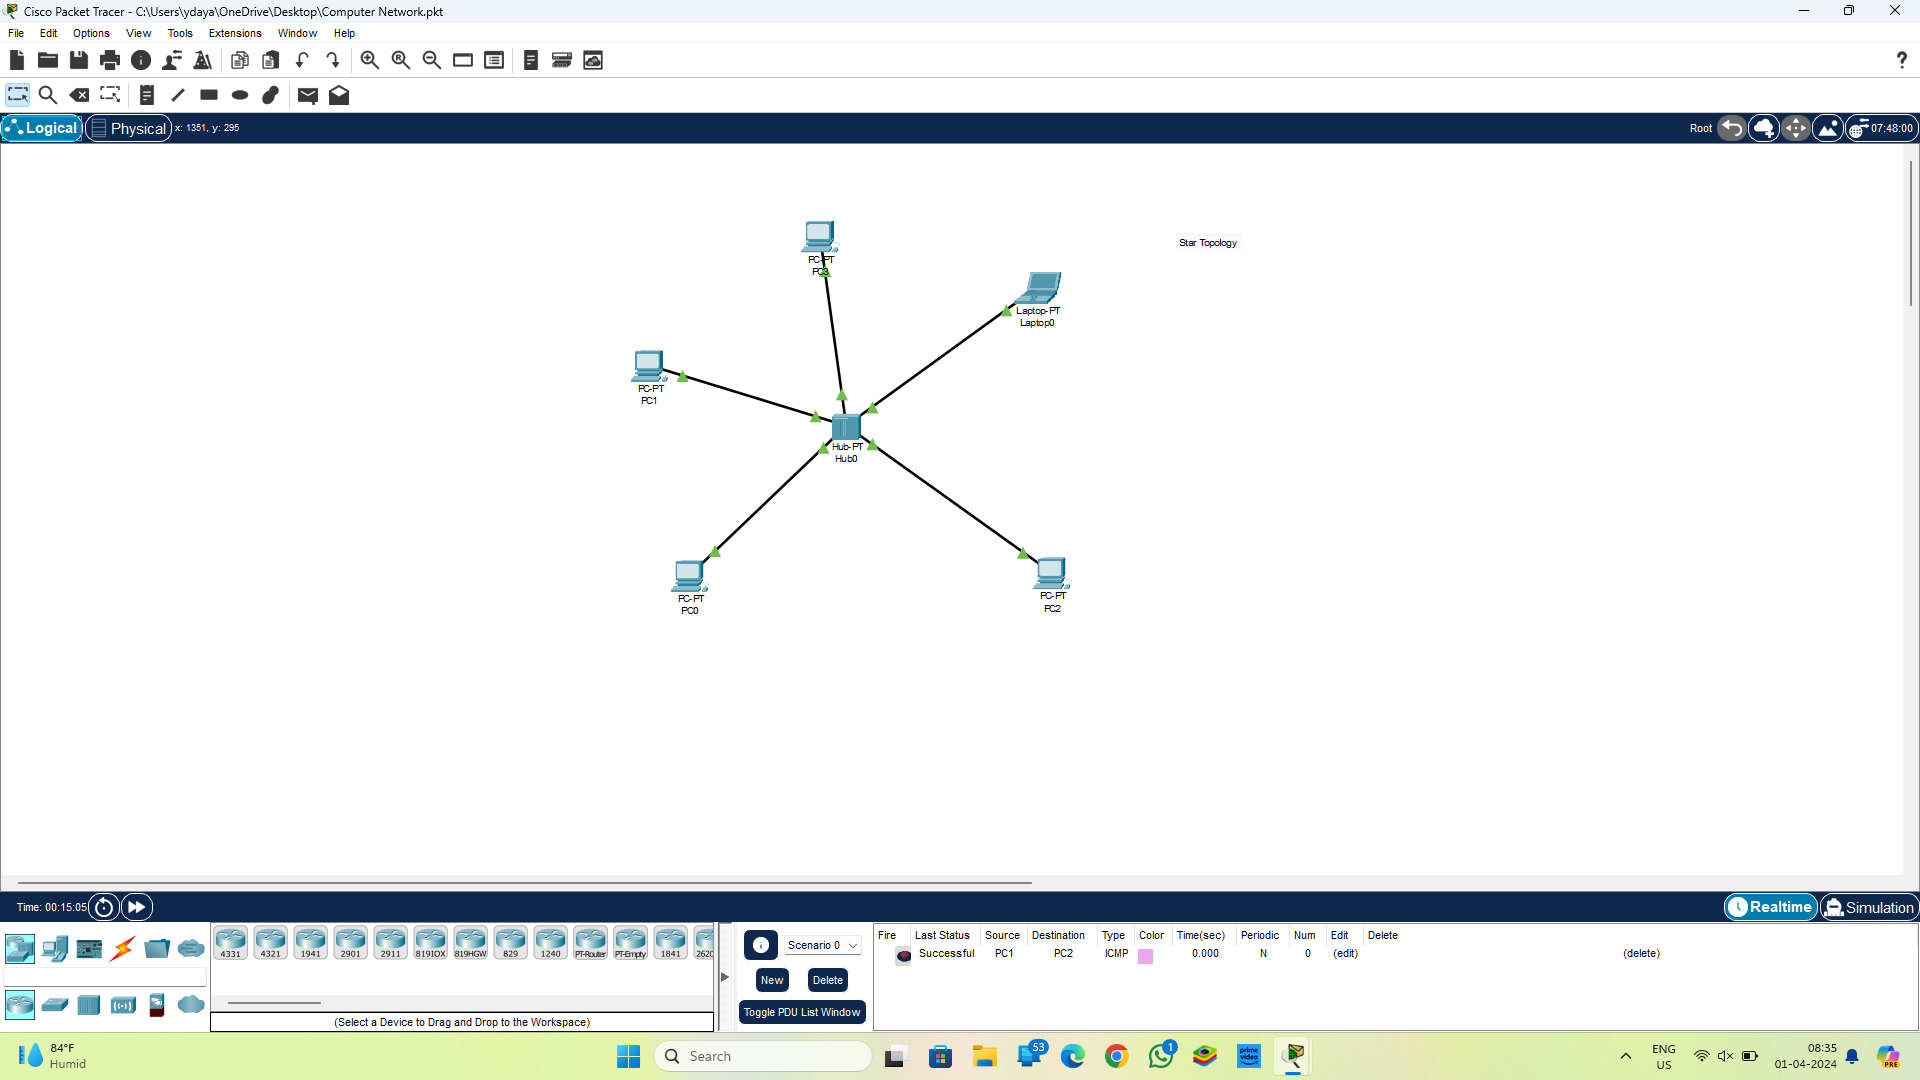 Cisco Packet Tracer - C:\Users\ydaya\OneDrive\Desktop\Computer Network.pkt
File Edit Options View Tools Extensions Window Help
Logical Physical x: 1351, y: 295 Root 07:48:00
Star Topology
PC-PT
PC3
Laptop-PT
Laptop0
PC-PT
PC1
Hub-PT
Hub0
PC-PT
PC0
PC-PT
PC2
Time: 00:15:05 Realtime Simulation
4331 4321 1941 2901 2911 819IOX 819HGW 829 1240 PT-Router PT-Empty 1841 2620
(Select a Device to Drag and Drop to the Workspace)
Scenario 0
New Delete
Toggle PDU List Window
Fire Last Status Source Destination Type Color Time(sec) Periodic Num Edit Delete
Successful PC1 PC2 ICMP 0.000 N 0 (edit) (delete)
84°F
Humid
Search
53
1
prime video
ENG
US
08:35
01-04-2024
PRE